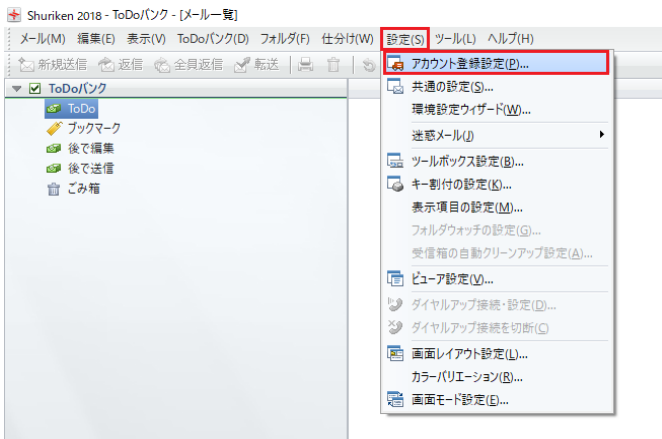 Shuriken 2018 - ToDoバンク - [メール一覧]
メール(M) 編集(E) 表示(V) ToDoバンク(D) フォルダ(F) 仕分け(W) 設定(S) ツール(L) ヘルプ(H)
新規送信 返信 全員返信 転送
アカウント登録設定(P)...
ToDoバンク
ToDo
ブックマーク
後で編集
後で送信
ごみ箱
共通の設定(S)...
環境設定ウィザード(W)...
迷惑メール(J)
ツールボックス設定(B)...
キー割付の設定(K)...
表示項目の設定(M)...
フォルダウォッチの設定(G)...
受信箱の自動クリーンアップ設定(A)...
ビューア設定(V)...
ダイヤルアップ接続・設定(D)...
ダイヤルアップ接続を切断(C)
画面レイアウト設定(L)...
カラーバリエーション(R)...
画面モード設定(E)...